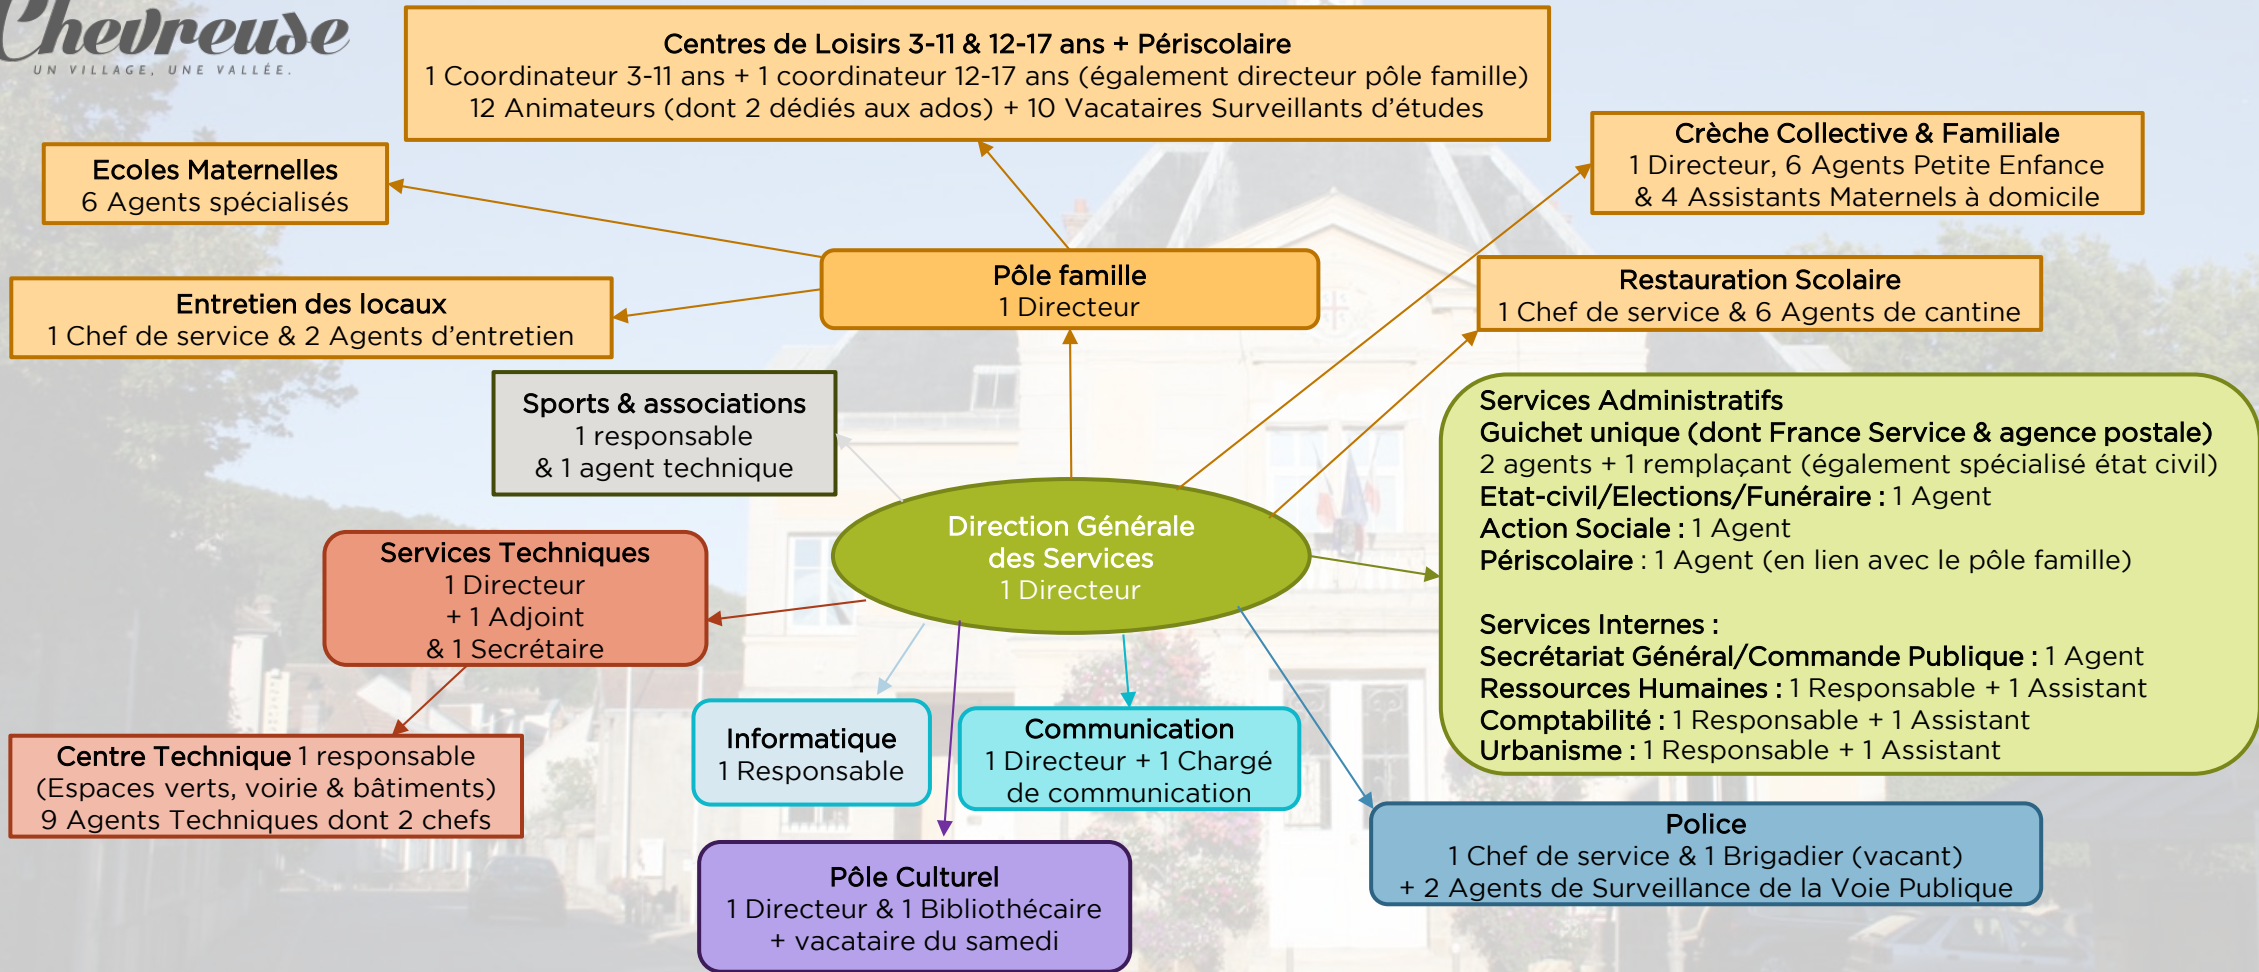 Chevreuse
UN VILLAGE, UNE VALLÉE.
Centres de Loisirs 3-11 & 12-17 ans + Périscolaire
1 Coordinateur 3-11 ans + 1 coordinateur 12-17 ans (également directeur pôle famille)
12 Animateurs (dont 2 dédiés aux ados) + 10 Vacataires Surveillants d'études
Crèche Collective & Familiale
1 Directeur, 6 Agents Petite Enfance
& 4 Assistants Maternels à domicile
Ecoles Maternelles
6 Agents spécialisés
Pôle famille
1 Directeur
Restauration Scolaire
1 Chef de service & 6 Agents de cantine
Entretien des locaux
1 Chef de service & 2 Agents d'entretien
Sports & associations
1 responsable
& 1 agent technique
Services Administratifs
Guichet unique (dont France Service & agence postale)
2 agents + 1 remplaçant (également spécialisé état civil)
Etat-civil/Elections/Funéraire : 1 Agent
Action Sociale : 1 Agent
Périscolaire : 1 Agent (en lien avec le pôle famille)
Services Internes :
Secrétariat Général/Commande Publique : 1 Agent
Ressources Humaines : 1 Responsable + 1 Assistant
Comptabilité : 1 Responsable + 1 Assistant
Urbanisme : 1 Responsable + 1 Assistant
Direction Générale
des Services
1 Directeur
Services Techniques
1 Directeur
+ 1 Adjoint
& 1 Secrétaire
Centre Technique 1 responsable
(Espaces verts, voirie & bâtiments)
9 Agents Techniques dont 2 chefs
Informatique
1 Responsable
Communication
1 Directeur + 1 Chargé
de communication
Police
1 Chef de service & 1 Brigadier (vacant)
+ 2 Agents de Surveillance de la Voie Publique
Pôle Culturel
1 Directeur & 1 Bibliothécaire
+ vacataire du samedi